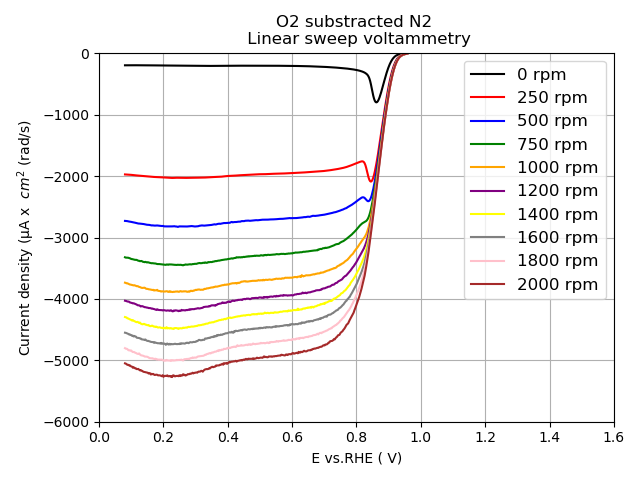 O2 substracted N2
Linear sweep voltammetry
Current density (μA x cm² (rad/s)
0
−1000
−2000
−3000
−4000
−5000
−6000
0.0 0.2 0.4 0.6 0.8 1.0 1.2 1.4 1.6
E vs.RHE ( V)
0 rpm
250 rpm
500 rpm
750 rpm
1000 rpm
1200 rpm
1400 rpm
1600 rpm
1800 rpm
2000 rpm